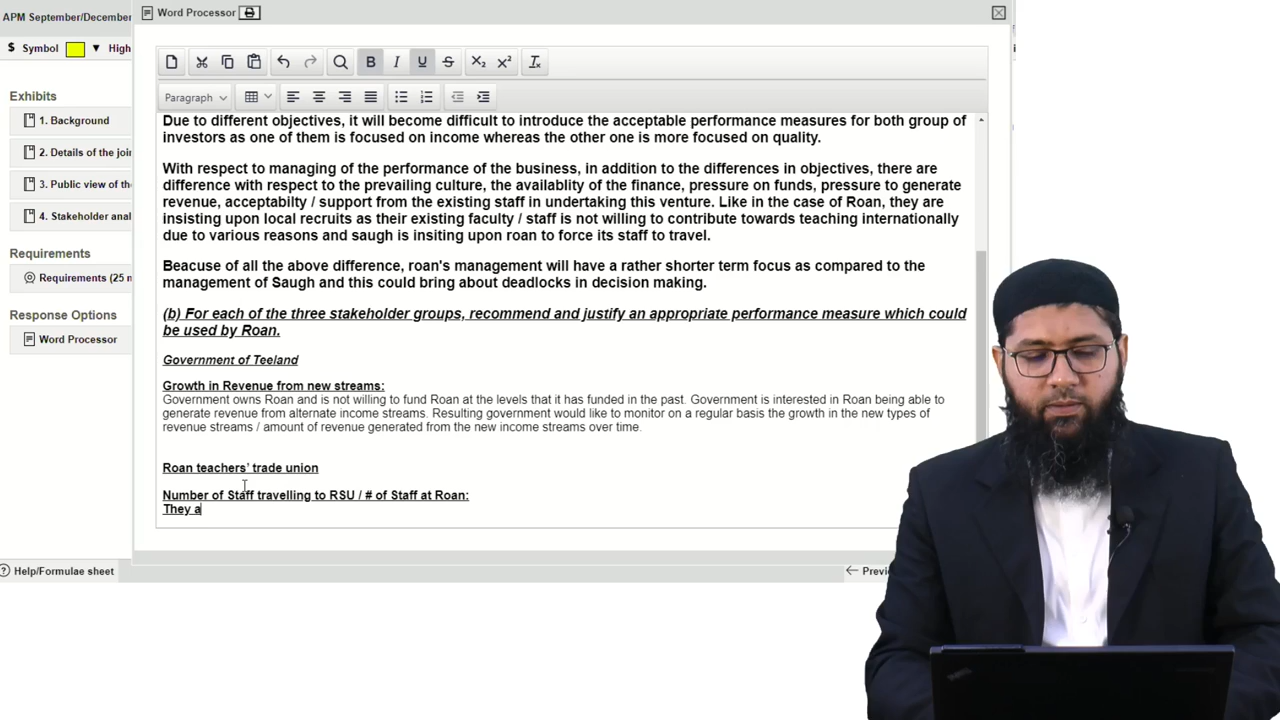 APM September/December
Word Processor
$ Symbol
High
Exhibits
1. Background
2. Details of the join
3. Public view of the
4. Stakeholder anal
Requirements
Requirements (25 m
Response Options
Word Processor
B I U S X₂ X² Tx
Paragraph
Due to different objectives, it will become difficult to introduce the acceptable performance measures for both group of
investors as one of them is focused on income whereas the other one is more focused on quality.
With respect to managing of the performance of the business, in addition to the differences in objectives, there are
difference with respect to the prevailing culture, the availablity of the finance, pressure on funds, pressure to generate
revenue, acceptabilty / support from the existing staff in undertaking this venture. Like in the case of Roan, they are
insisting upon local recruits as their existing faculty / staff is not willing to contribute towards teaching internationally
due to various reasons and saugh is insiting upon roan to force its staff to travel.
Beacuse of all the above difference, roan's management will have a rather shorter term focus as compared to the
management of Saugh and this could bring about deadlocks in decision making.
(b) For each of the three stakeholder groups, recommend and justify an appropriate performance measure which could
be used by Roan.
Government of Teeland
Growth in Revenue from new streams:
Government owns Roan and is not willing to fund Roan at the levels that it has funded in the past. Government is interested in Roan being able to
generate revenue from alternate income streams. Resulting government would like to monitor on a regular basis the growth in the new types of
revenue streams / amount of revenue generated from the new income streams over time.
Roan teachers' trade union
Number of Staff travelling to RSU / # of Staff at Roan:
They a
Help/Formulae sheet
Previ